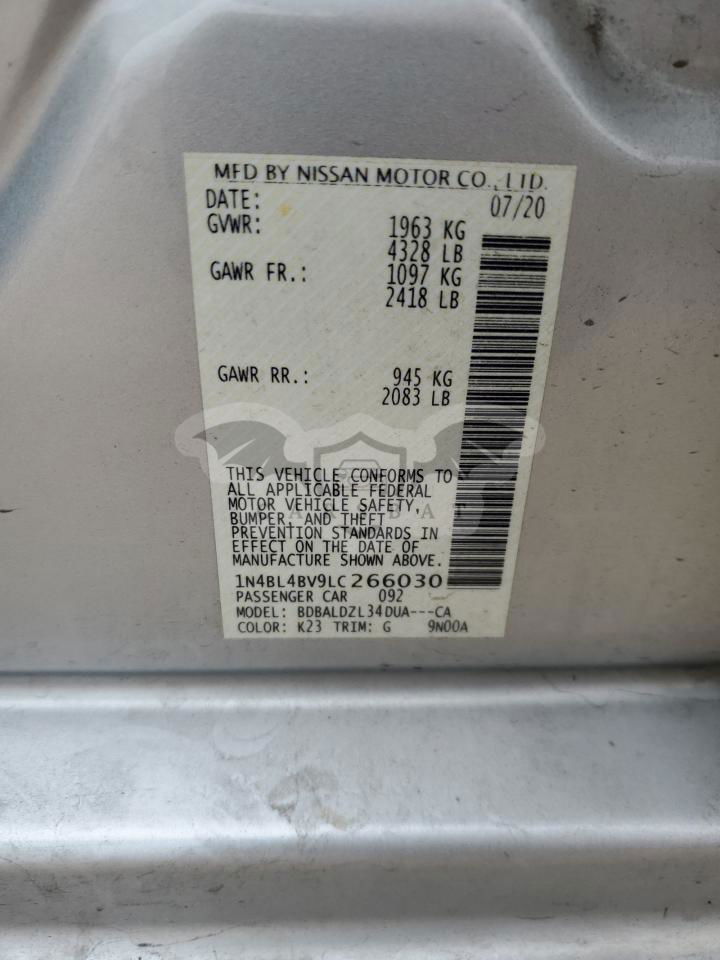 MFD BY NISSAN MOTOR CO., LTD.
DATE: 07/20
GVWR: 1963 KG
4328 LB
GAWR FR.: 1097 KG
2418 LB
GAWR RR.: 945 KG
2083 LB
THIS VEHICLE CONFORMS TO
ALL APPLICABLE FEDERAL
MOTOR VEHICLE SAFETY,
BUMPER, AND THEFT
PREVENTION STANDARDS IN
EFFECT ON THE DATE OF
MANUFACTURE SHOWN ABOVE.
1N4BL4BV9LC266030
PASSENGER CAR 092
MODEL: BDBALDZL34DUA---CA
COLOR: K23 TRIM: G 9N00A